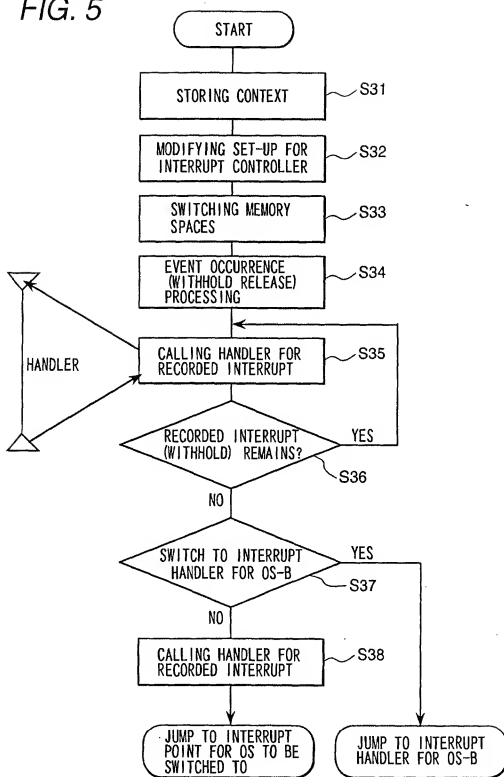 FIG. 5
START
STORING CONTEXT
S31
MODIFYING SET-UP FOR
INTERRUPT CONTROLLER
S32
SWITCHING MEMORY
SPACES
S33
EVENT OCCURRENCE
(WITHHOLD RELEASE)
PROCESSING
S34
HANDLER
CALLING HANDLER FOR
RECORDED INTERRUPT
S35
RECORDED INTERRUPT
(WITHHOLD) REMAINS?
YES
S36
NO
SWITCH TO INTERRUPT
HANDLER FOR OS-B
YES
S37
NO
CALLING HANDLER FOR
RECORDED INTERRUPT
S38
JUMP TO INTERRUPT
POINT FOR OS TO BE
SWITCHED TO
JUMP TO INTERRUPT
HANDLER FOR OS-B